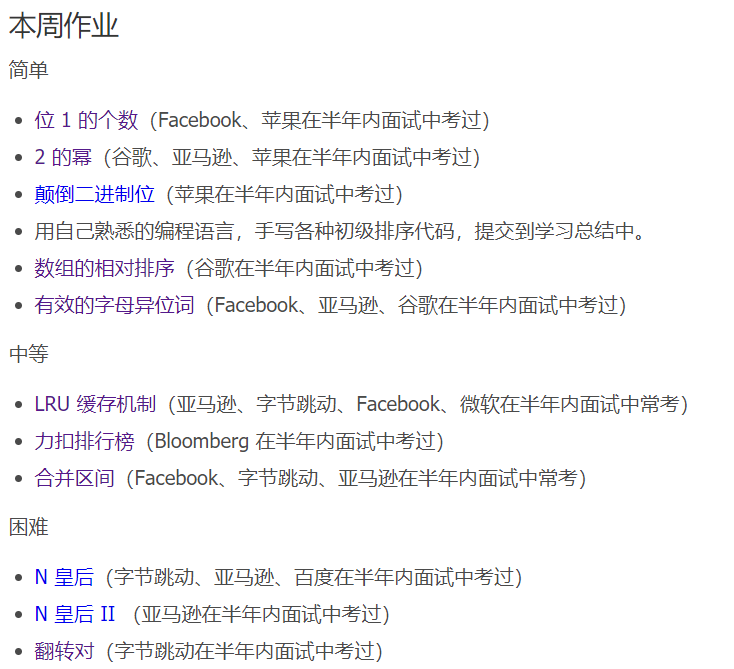 本周作业
简单
位 1 的个数（Facebook、苹果在半年内面试中考过）
2 的幂（谷歌、亚马逊、苹果在半年内面试中考过）
颠倒二进制位（苹果在半年内面试中考过）
用自己熟悉的编程语言，手写各种初级排序代码，提交到学习总结中。
数组的相对排序（谷歌在半年内面试中考过）
有效的字母异位词（Facebook、亚马逊、谷歌在半年内面试中考过）
中等
LRU 缓存机制（亚马逊、字节跳动、Facebook、微软在半年内面试中常考）
力扣排行榜（Bloomberg 在半年内面试中考过）
合并区间（Facebook、字节跳动、亚马逊在半年内面试中常考）
困难
N 皇后（字节跳动、亚马逊、百度在半年内面试中考过）
N 皇后 II （亚马逊在半年内面试中考过）
翻转对（字节跳动在半年内面试中考过）